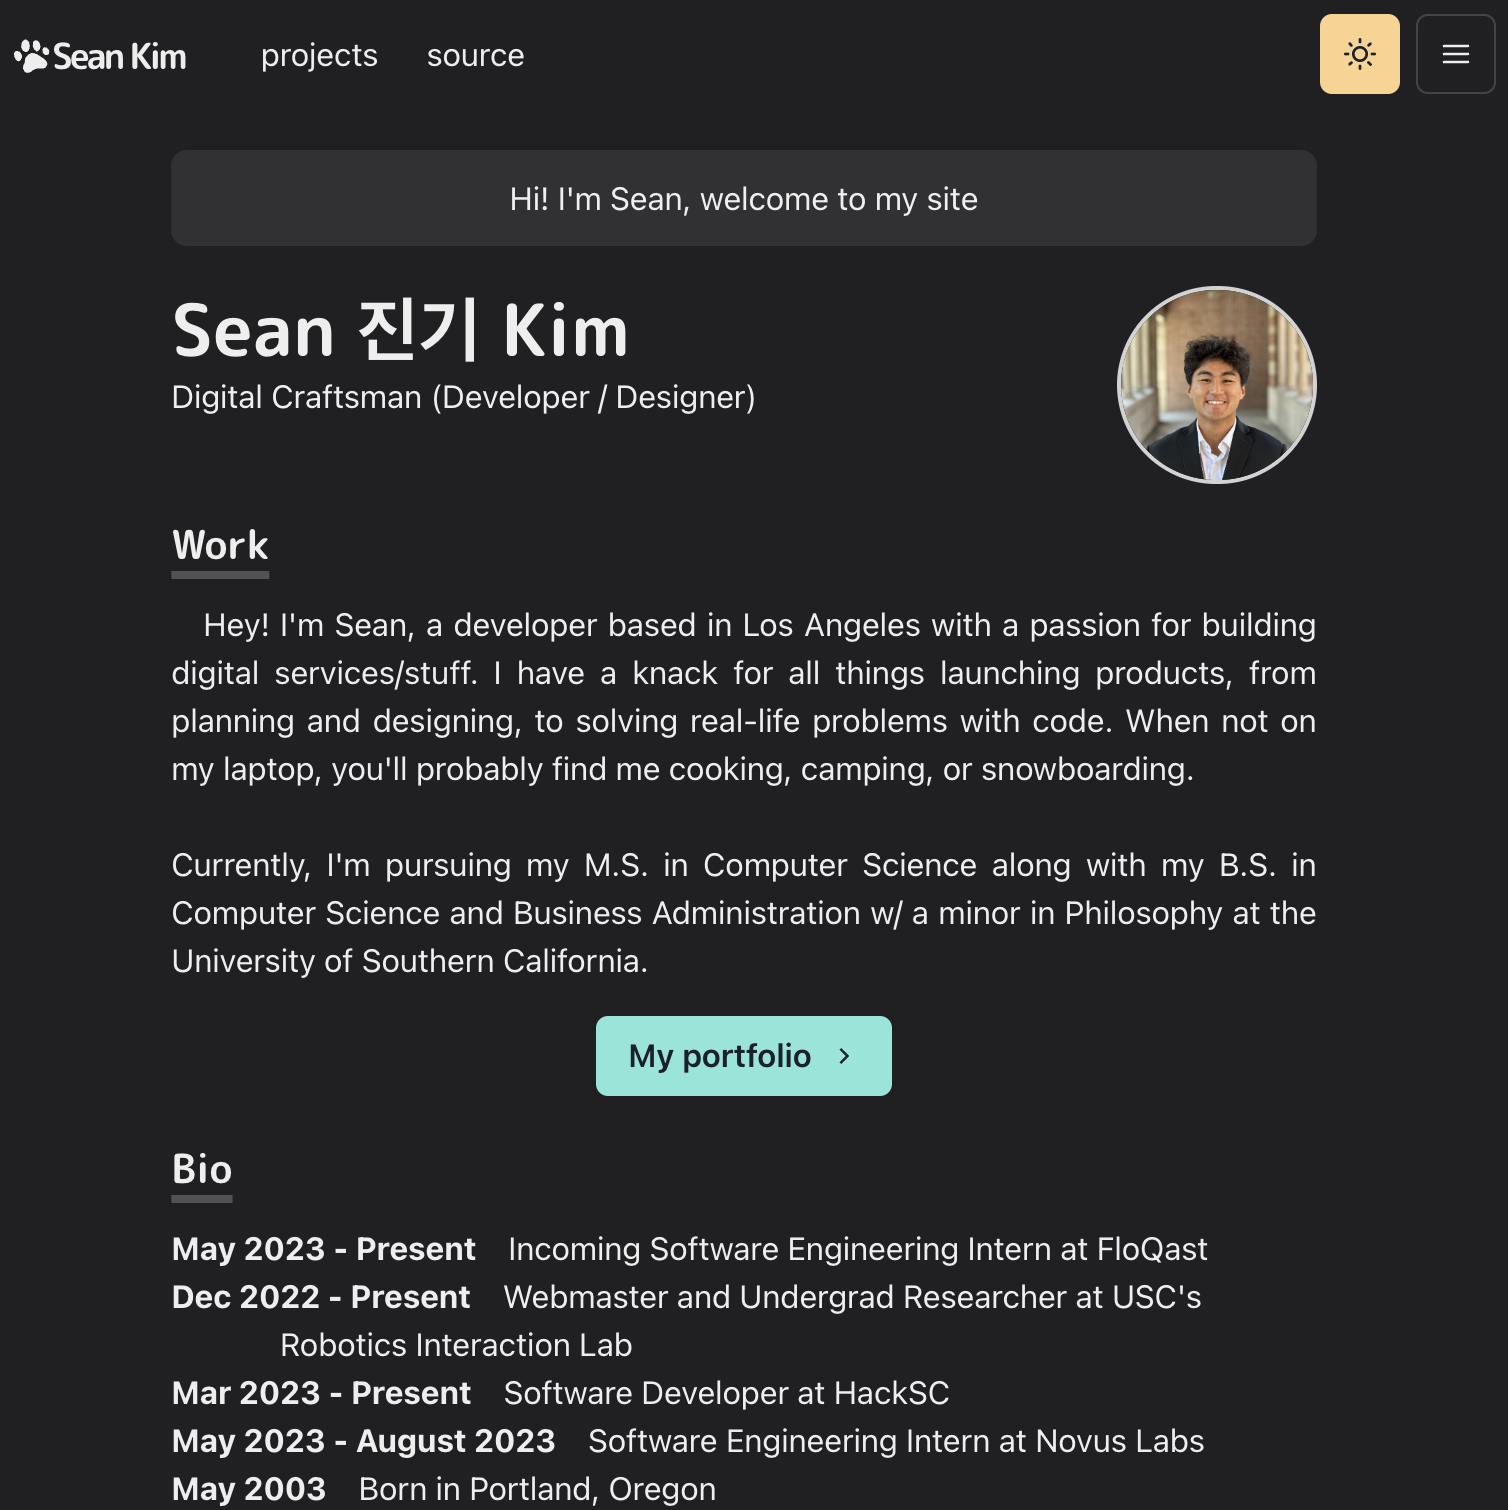 Sean Kim projects source
Hi! I'm Sean, welcome to my site
Sean 진기 Kim
Digital Craftsman (Developer / Designer)
Work
Hey! I'm Sean, a developer based in Los Angeles with a passion for building
digital services/stuff. I have a knack for all things launching products, from
planning and designing, to solving real-life problems with code. When not on
my laptop, you'll probably find me cooking, camping, or snowboarding.
Currently, I'm pursuing my M.S. in Computer Science along with my B.S. in
Computer Science and Business Administration w/ a minor in Philosophy at the
University of Southern California.
My portfolio
Bio
May 2023 - Present Incoming Software Engineering Intern at FloQast
Dec 2022 - Present Webmaster and Undergrad Researcher at USC's
Robotics Interaction Lab
Mar 2023 - Present Software Developer at HackSC
May 2023 - August 2023 Software Engineering Intern at Novus Labs
May 2003 Born in Portland, Oregon